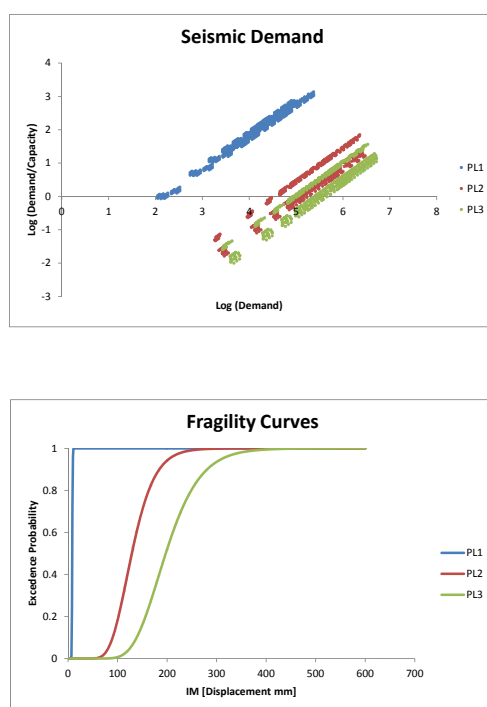 Seismic Demand
4
3
2
1
0
-1
-2
-3
0 1 2 3 4 5 6 7
Log (Demand/Capacity)
Log (Demand)
PL1
PL2
PL3
Fragility Curves
1
0.8
0.6
0.4
0.2
0
0 100 200 300 400 500 600 700
Exccedence Probability
IM [Displacement mm]
PL1
PL2
PL3